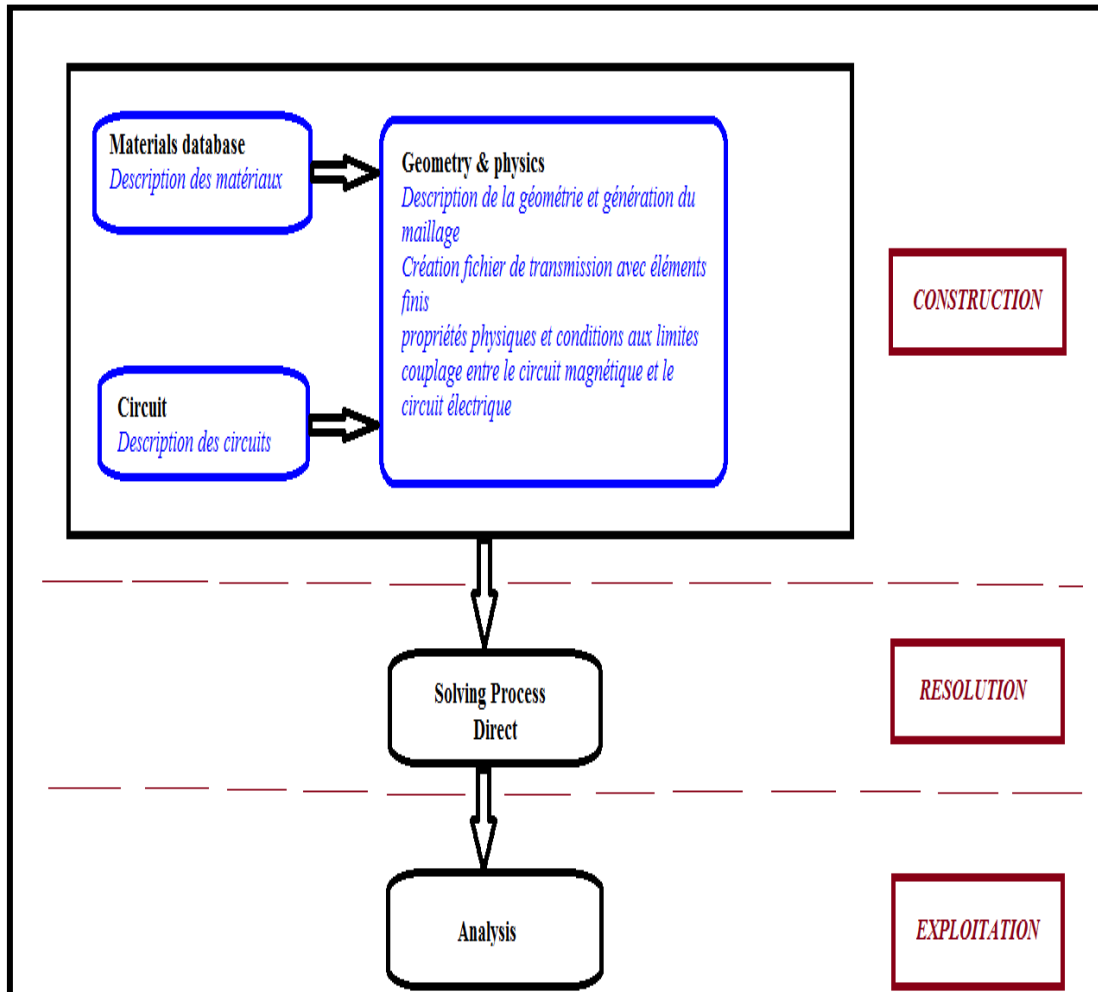 Materials database
Description des matériaux
Geometry & physics
Description de la géométrie et génération du
maillage
Création fichier de transmission avec éléments
finis
propriétés physiques et conditions aux limites
couplage entre le circuit magnétique et le
circuit électrique
Circuit
Description des circuits
CONSTRUCTION
Solving Process
Direct
RESOLUTION
Analysis
EXPLOITATION